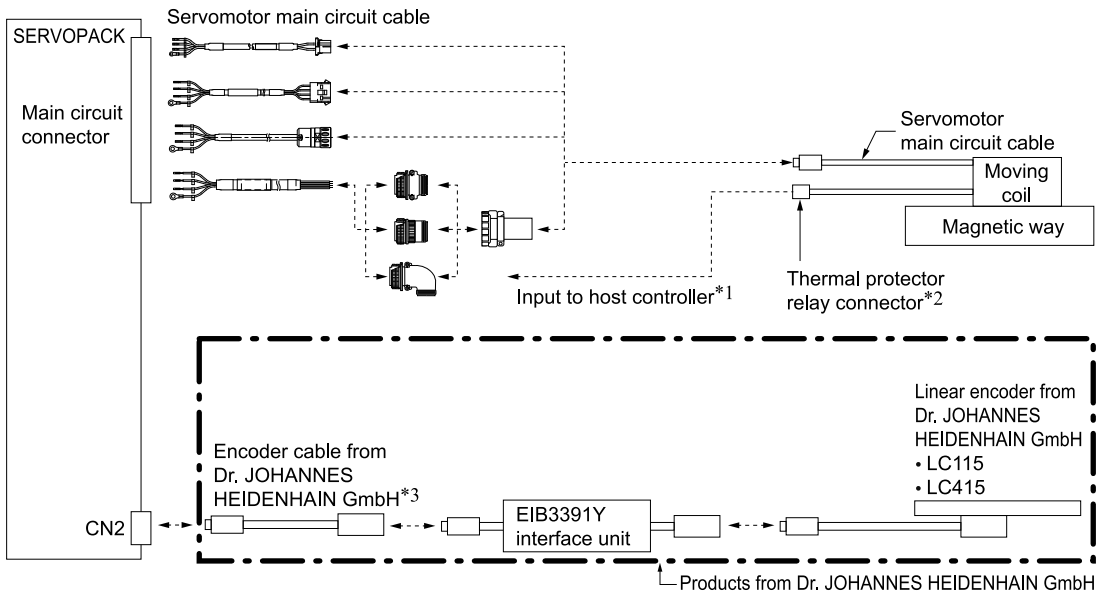 Servomotor main circuit cable
SERVOPACK
Main circuit
connector
Servomotor
main circuit cable
Moving
coil
Magnetic way
Thermal protector
relay connector*2
Input to host controller*1
Linear encoder from
Dr. JOHANNES
HEIDENHAIN GmbH
• LC115
• LC415
Encoder cable from
Dr. JOHANNES
HEIDENHAIN GmbH*3
CN2
EIB3391Y
interface unit
Products from Dr. JOHANNES HEIDENHAIN GmbH